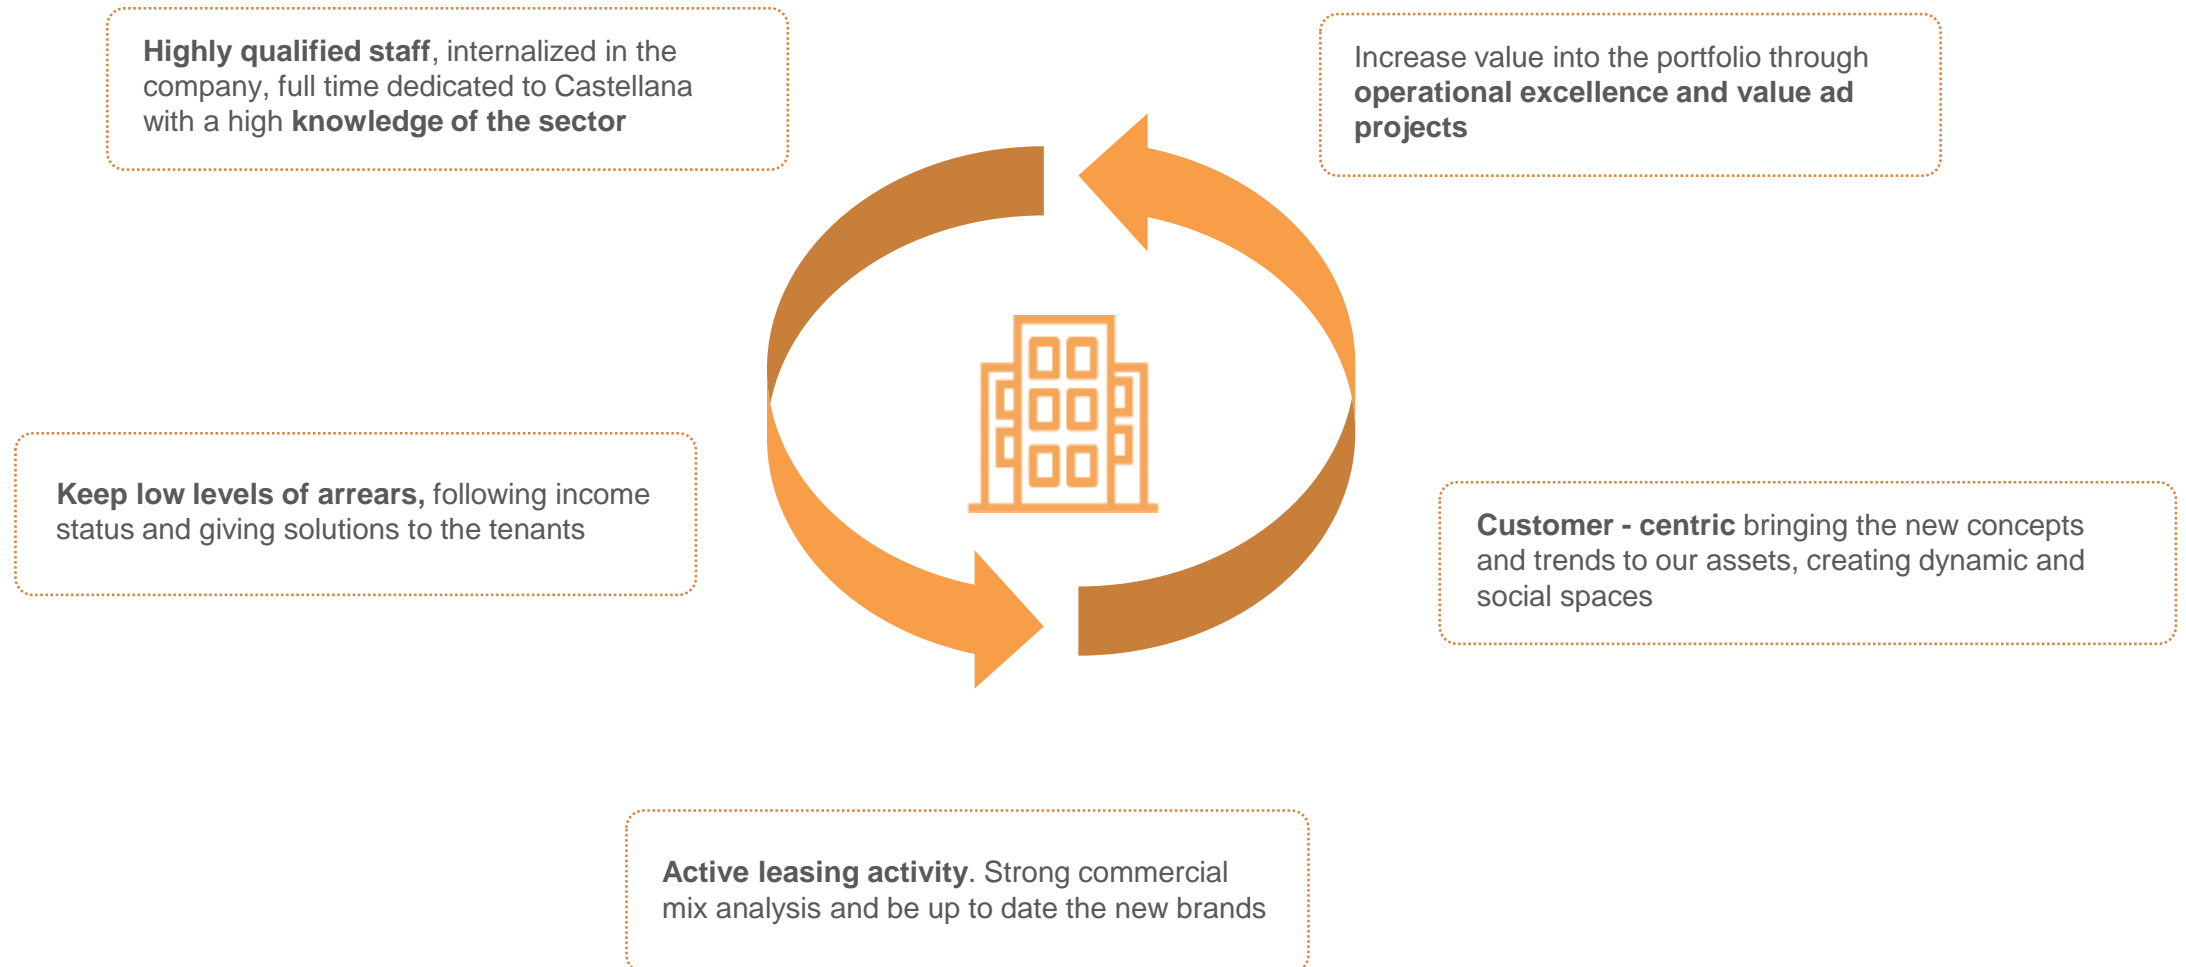 Highly qualified staff, internalized in the
company, full time dedicated to Castellana
with a high knowledge of the sector
Increase value into the portfolio through
operational excellence and value ad
projects
Keep low levels of arrears, following income
status and giving solutions to the tenants
Customer - centric bringing the new concepts
and trends to our assets, creating dynamic and
social spaces
Active leasing activity. Strong commercial
mix analysis and be up to date the new brands